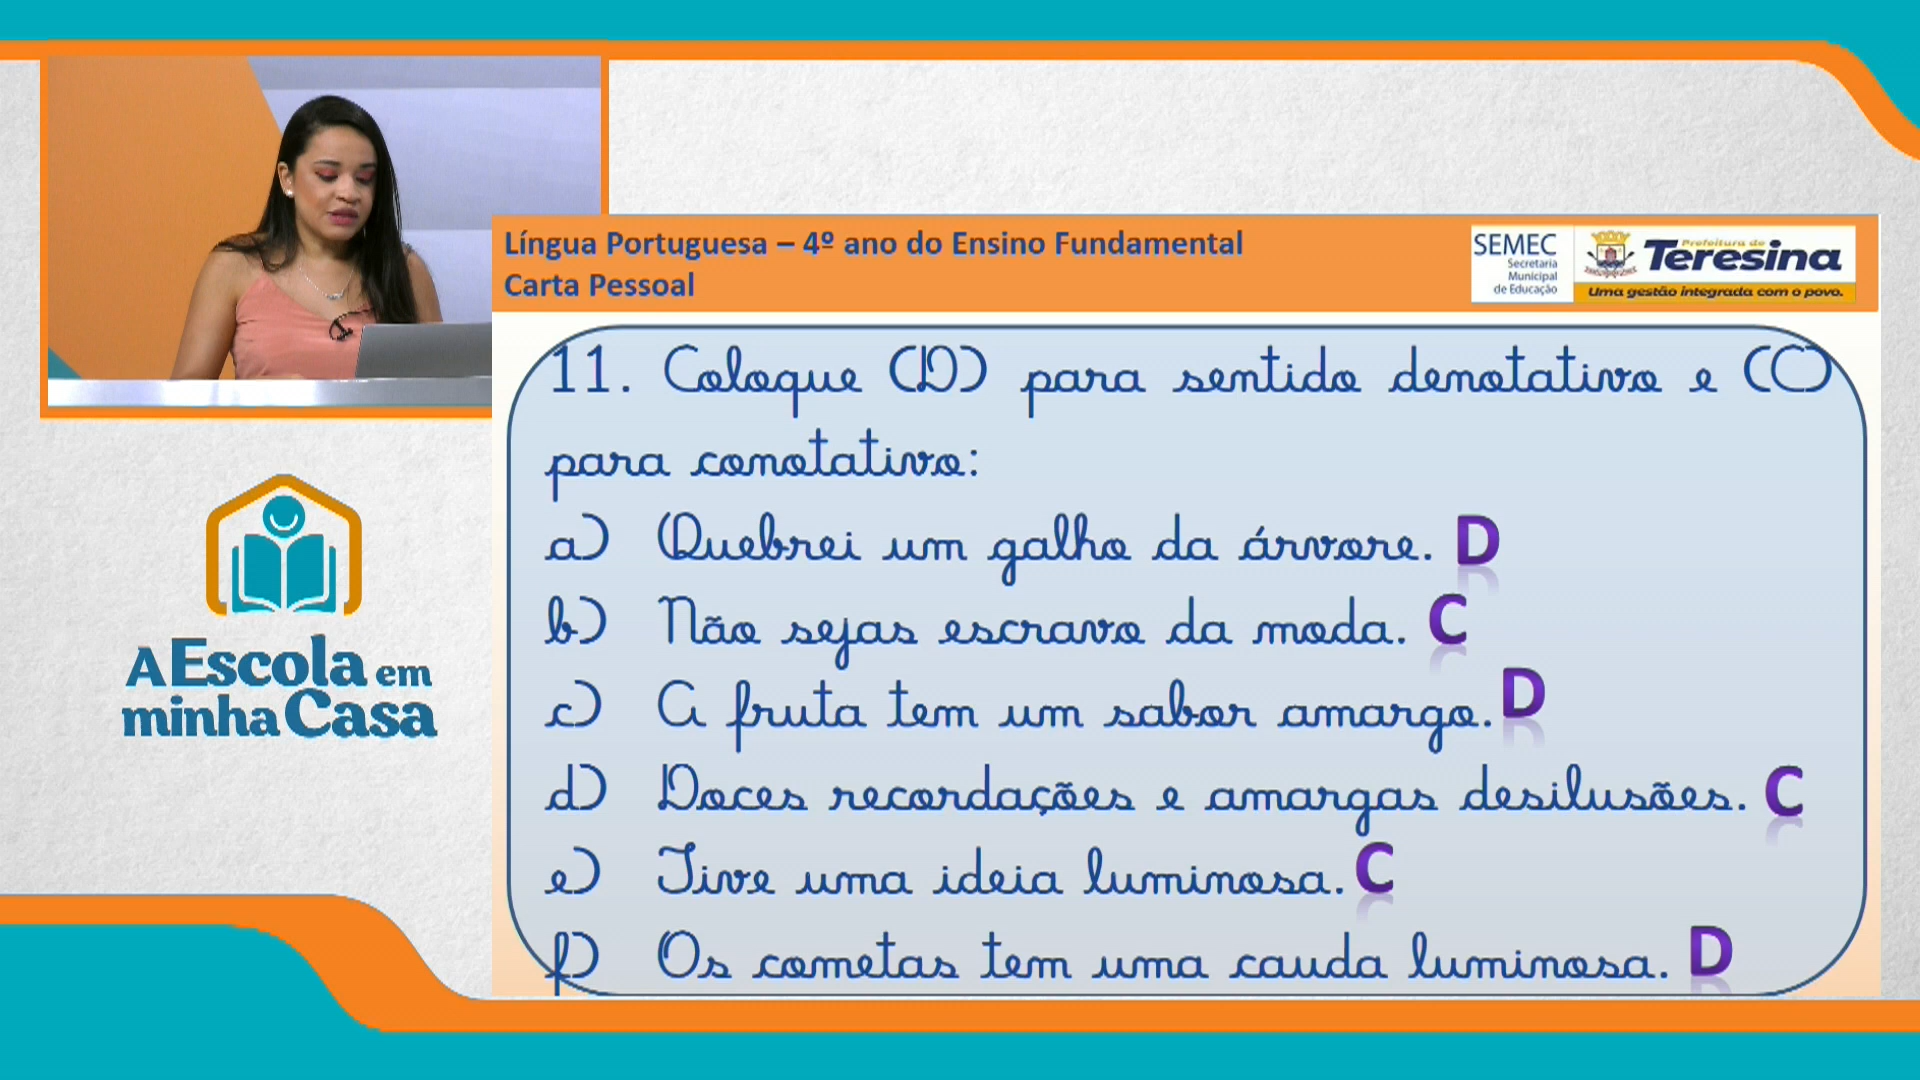 Língua Portuguesa – 4º ano do Ensino Fundamental
Carta Pessoal
SEMEC
Secretaria
Municipal
de Educação
Prefeitura de
Teresina
Uma gestão integrada com o povo.
11. Coloque (D) para sentido denotativo e (C)
para conotativo:
a) Quebrei um galho da árvore. D
b) Não sejas escravo da moda. C
c) A fruta tem um sabor amargo. D
d) Doces recordações e amargas desilusões. C
e) Tive uma ideia luminosa. C
f) Os cometas tem uma cauda luminosa. D
A Escola em
minha Casa